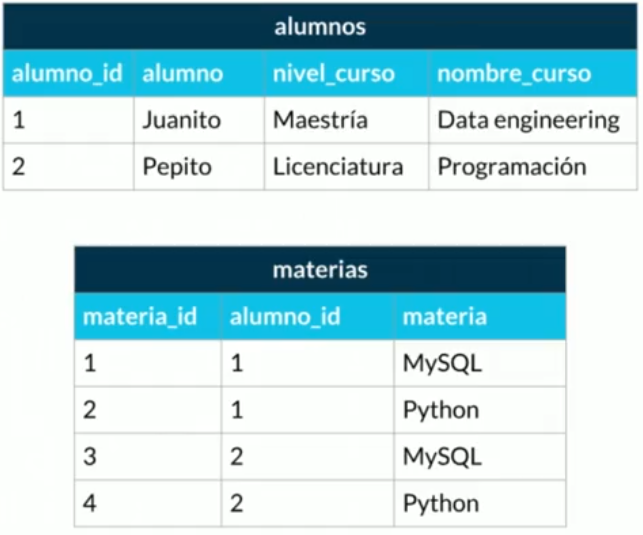 alumnos
alumno_id alumno nivel_curso nombre_curso
1 Juanito Maestría Data engineering
2 Pepito Licenciatura Programación
materias
materia_id alumno_id materia
1 1 MySQL
2 1 Python
3 2 MySQL
4 2 Python